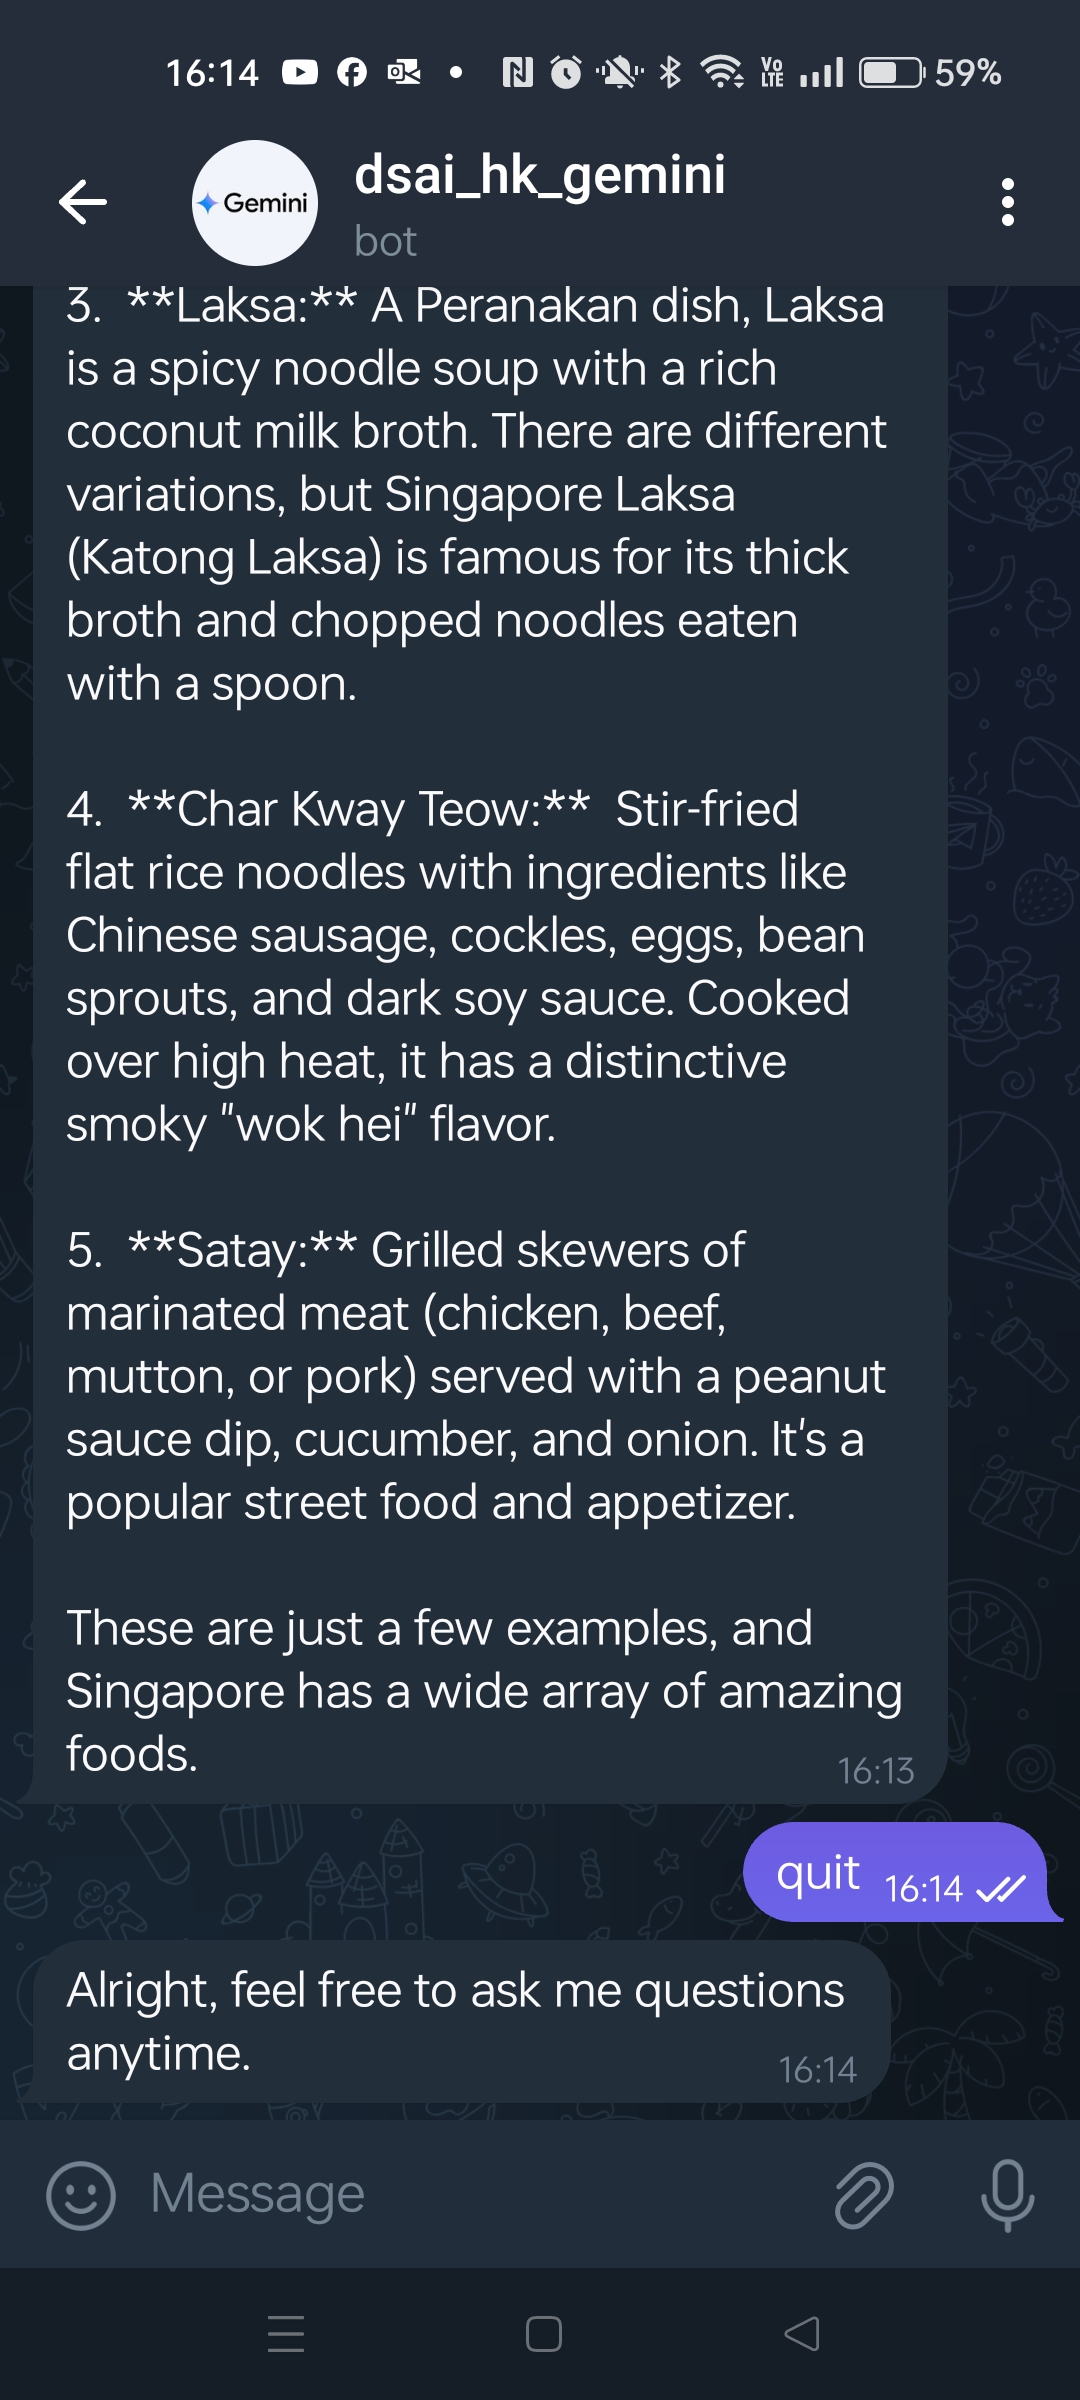 16:14 Vo LTE 59%
Gemini
dsai_hk_gemini
bot
3. **Laksa:** A Peranakan dish, Laksa
is a spicy noodle soup with a rich
coconut milk broth. There are different
variations, but Singapore Laksa
(Katong Laksa) is famous for its thick
broth and chopped noodles eaten
with a spoon.
4. **Char Kway Teow:**  Stir-fried
flat rice noodles with ingredients like
Chinese sausage, cockles, eggs, bean
sprouts, and dark soy sauce. Cooked
over high heat, it has a distinctive
smoky "wok hei" flavor.
5. **Satay:** Grilled skewers of
marinated meat (chicken, beef,
mutton, or pork) served with a peanut
sauce dip, cucumber, and onion. It's a
popular street food and appetizer.
These are just a few examples, and
Singapore has a wide array of amazing
foods.
16:13
quit 16:14
Alright, feel free to ask me questions
anytime.
16:14
Message